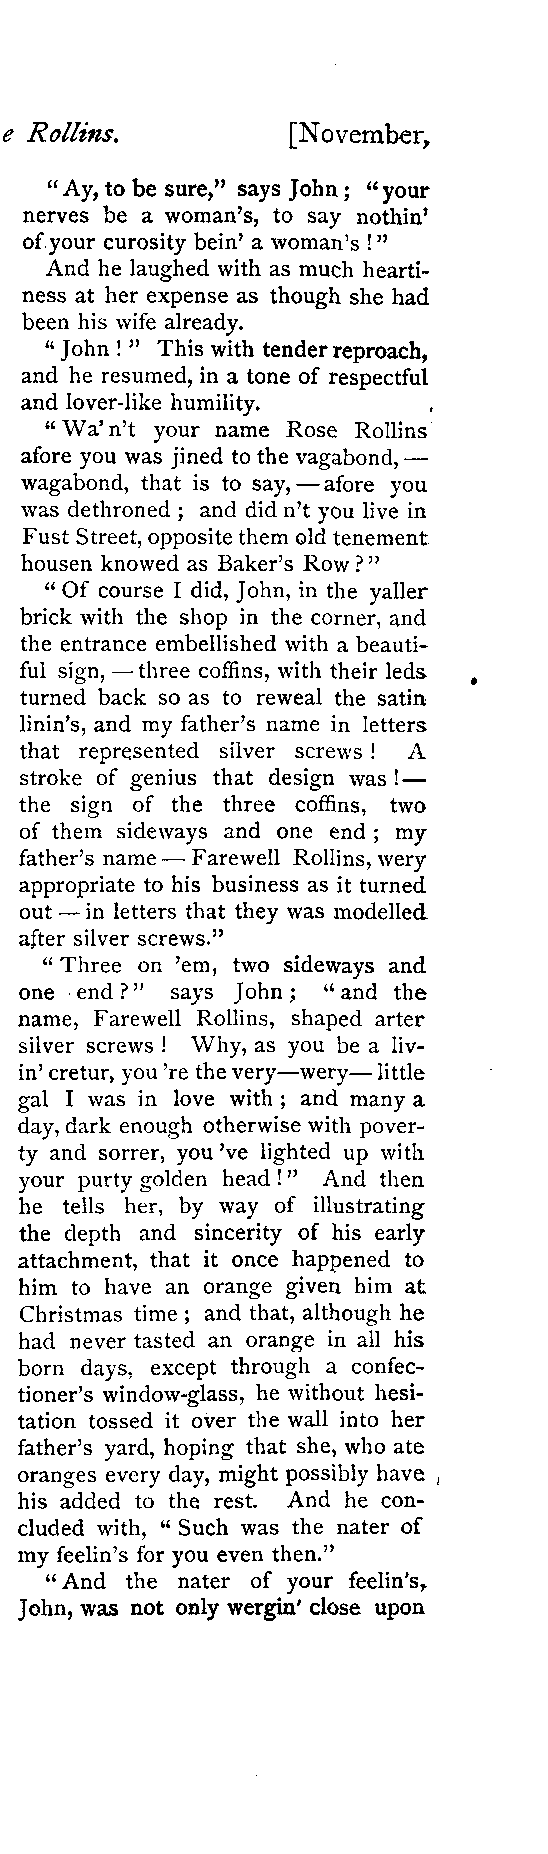 e Rollins. [November,
“Ay, to be sure,” says John; “your
nerves be a woman's, to say nothin'
of your curosity bein' a woman's!”
And he laughed with as much hearti-
ness at her expense as though she had
been his wife already.
“John!” This with tender reproach,
and he resumed, in a tone of respectful
and lover-like humility.
“Wa'n't your name Rose Rollins
afore you was jined to the vagabond,—
wagabond, that is to say,—afore you
was dethroned; and did n't you live in
Fust Street, opposite them old tenement
housen knowed as Baker's Row?”
“Of course I did, John, in the yaller
brick with the shop in the corner, and
the entrance embellished with a beauti-
ful sign,—three coffins, with their leds
turned back so as to reweal the satin
linin's, and my father's name in letters
that represented silver screws! A
stroke of genius that design was!—
the sign of the three coffins, two
of them sideways and one end; my
father's name—Farewell Rollins, wery
appropriate to his business as it turned
out—in letters that they was modelled
after silver screws.”
“Three on 'em, two sideways and
one end?” says John; “and the
name, Farewell Rollins, shaped arter
silver screws! Why, as you be a liv-
in' cretur, you 're the very—wery—little
gal I was in love with; and many a
day, dark enough otherwise with pover-
ty and sorrer, you 've lighted up with
your purty golden head!” And then
he tells her, by way of illustrating
the depth and sincerity of his early
attachment, that it once happened to
him to have an orange given him at
Christmas time; and that, although he
had never tasted an orange in all his
born days, except through a confec-
tioner's window-glass, he without hesi-
tation tossed it over the wall into her
father's yard, hoping that she, who ate
oranges every day, might possibly have
his added to the rest. And he con-
cluded with, “Such was the nater of
my feelin's for you even then.”
“And the nater of your feelin's,
John, was not only wergin' close upon